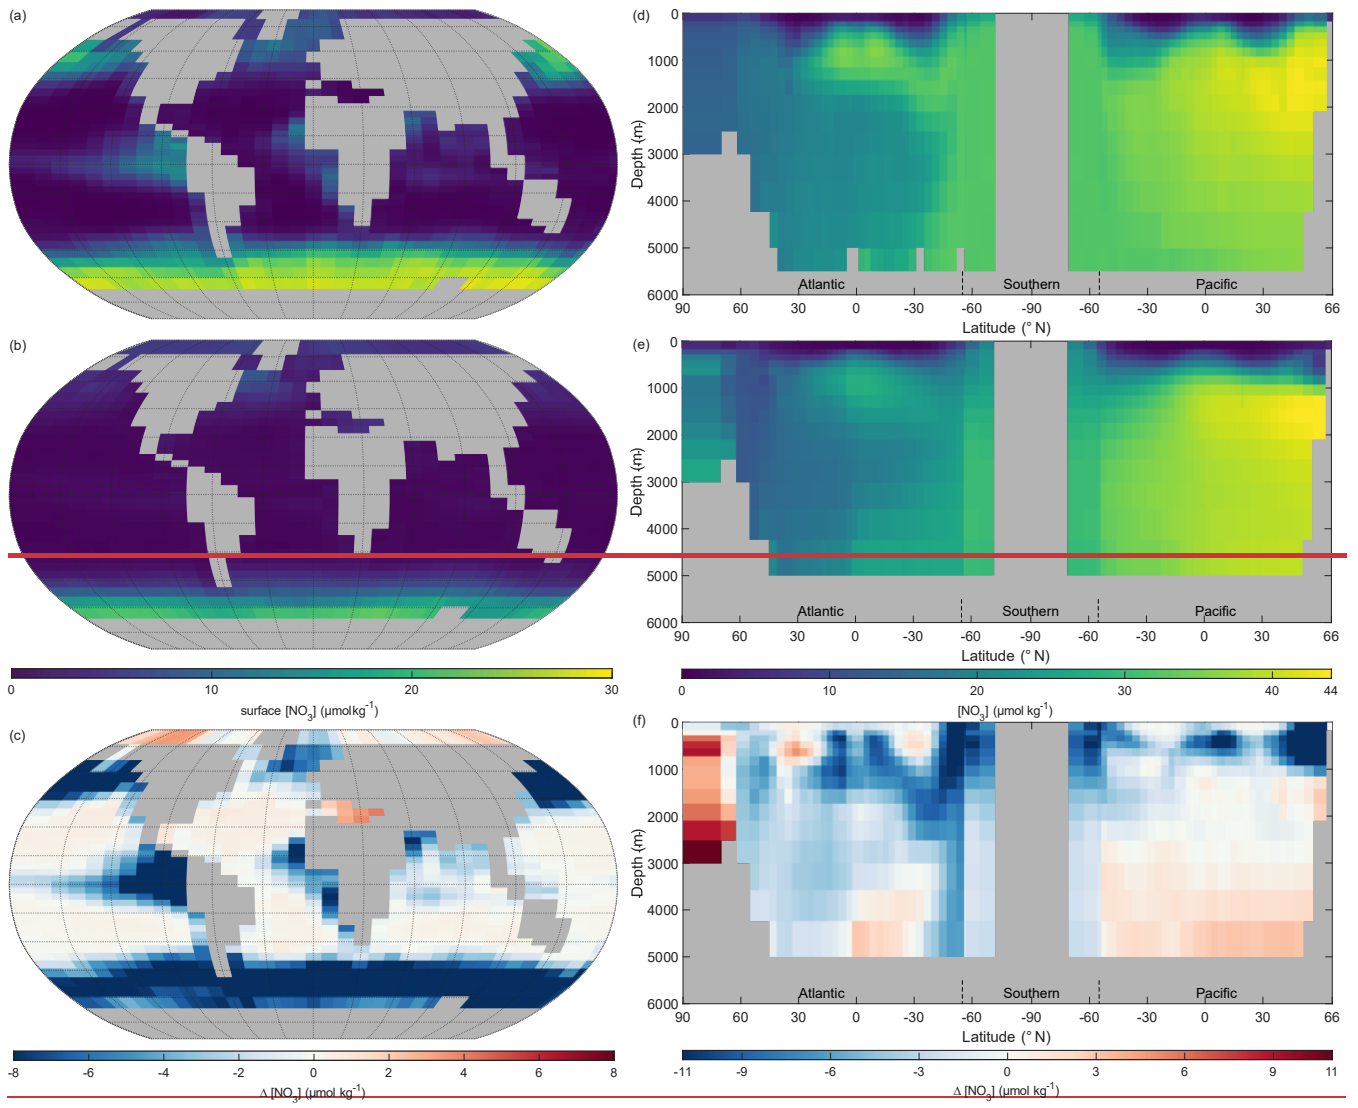 (a)
(d)
0
1000
2000
3000
4000
5000
6000
Depth (m)
Atlantic
Southern
Pacific
90 60 30 0 -30 -60 -90 -60 -30 0 30 66
Latitude (° N)
(b)
(e)
0
1000
2000
3000
4000
5000
6000
Depth (m)
Atlantic
Southern
Pacific
90 60 30 0 -30 -60 -90 -60 -30 0 30 66
Latitude (° N)
0 10 20 30
surface [NO3] (μmolkg-1)
0 10 20 30 40 44
[NO3] (μmol kg-1)
(c)
(f)
0
1000
2000
3000
4000
5000
6000
Depth (m)
Atlantic
Southern
Pacific
90 60 30 0 -30 -60 -90 -60 -30 0 30 66
Latitude (° N)
-8 -6 -4 -2 0 2 4 6 8
Δ [NO3] (μmol kg-1)
-11 -9 -6 -3 0 3 6 9 11
Δ [NO3] (μmol kg-1)